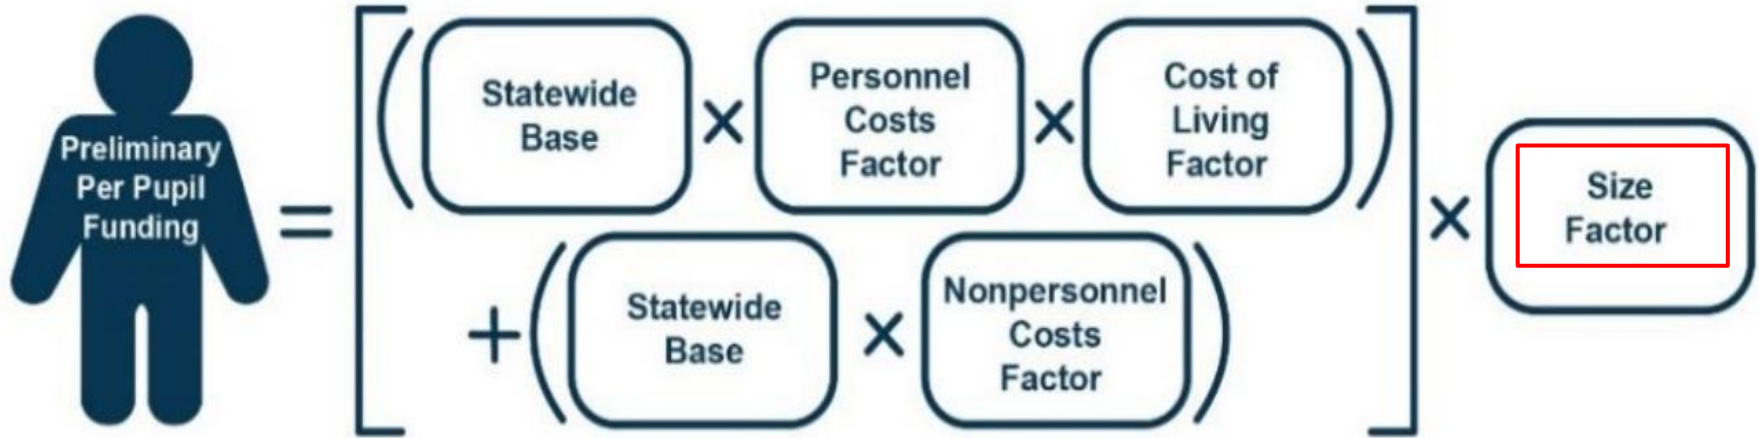 Preliminary
Per Pupil
Funding
=
[
(
Statewide
Base
×
Personnel
Costs
Factor
×
Cost of
Living
Factor
)
+
(
Statewide
Base
×
Nonpersonnel
Costs
Factor
)
]
×
Size
Factor